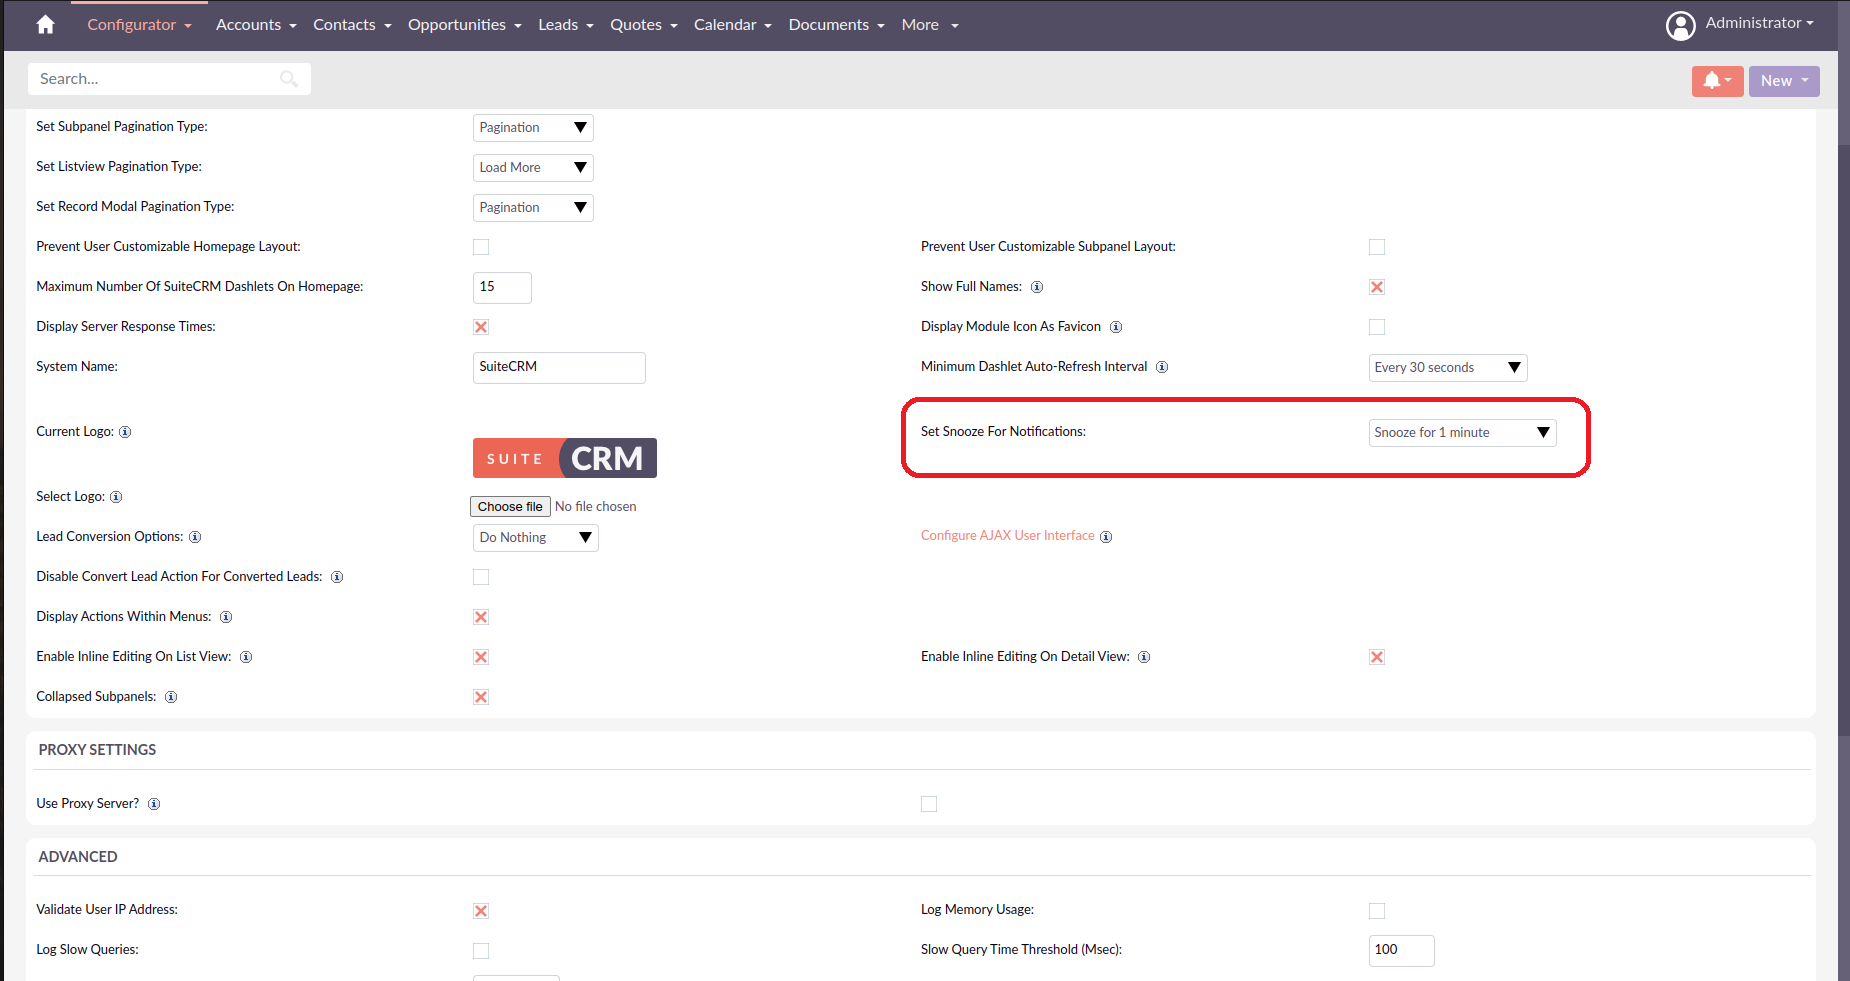 Configurator Accounts Contacts Opportunities Leads Quotes Calendar Documents More Administrator
Search... New
Set Subpanel Pagination Type: Pagination
Set Listview Pagination Type: Load More
Set Record Modal Pagination Type: Pagination
Prevent User Customizable Homepage Layout: Prevent User Customizable Subpanel Layout:
Maximum Number Of SuiteCRM Dashlets On Homepage: 15 Show Full Names:
Display Server Response Times: Display Module Icon As Favicon
System Name: SuiteCRM Minimum Dashlet Auto-Refresh Interval Every 30 seconds
Current Logo: Set Snooze For Notifications: Snooze for 1 minute
SUITE CRM
Select Logo: Choose file No file chosen
Lead Conversion Options: Do Nothing Configure AJAX User Interface
Disable Convert Lead Action For Converted Leads:
Display Actions Within Menus:
Enable Inline Editing On List View: Enable Inline Editing On Detail View:
Collapsed Subpanels:
PROXY SETTINGS
Use Proxy Server?
ADVANCED
Validate User IP Address: Log Memory Usage:
Log Slow Queries: Slow Query Time Threshold (Msec): 100